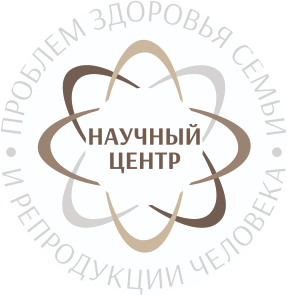 НАУЧНЫЙ
ЦЕНТР
ПРОБЛЕМ ЗДОРОВЬЯ СЕМЬИ
И РЕПРОДУКЦИИ ЧЕЛОВЕКА